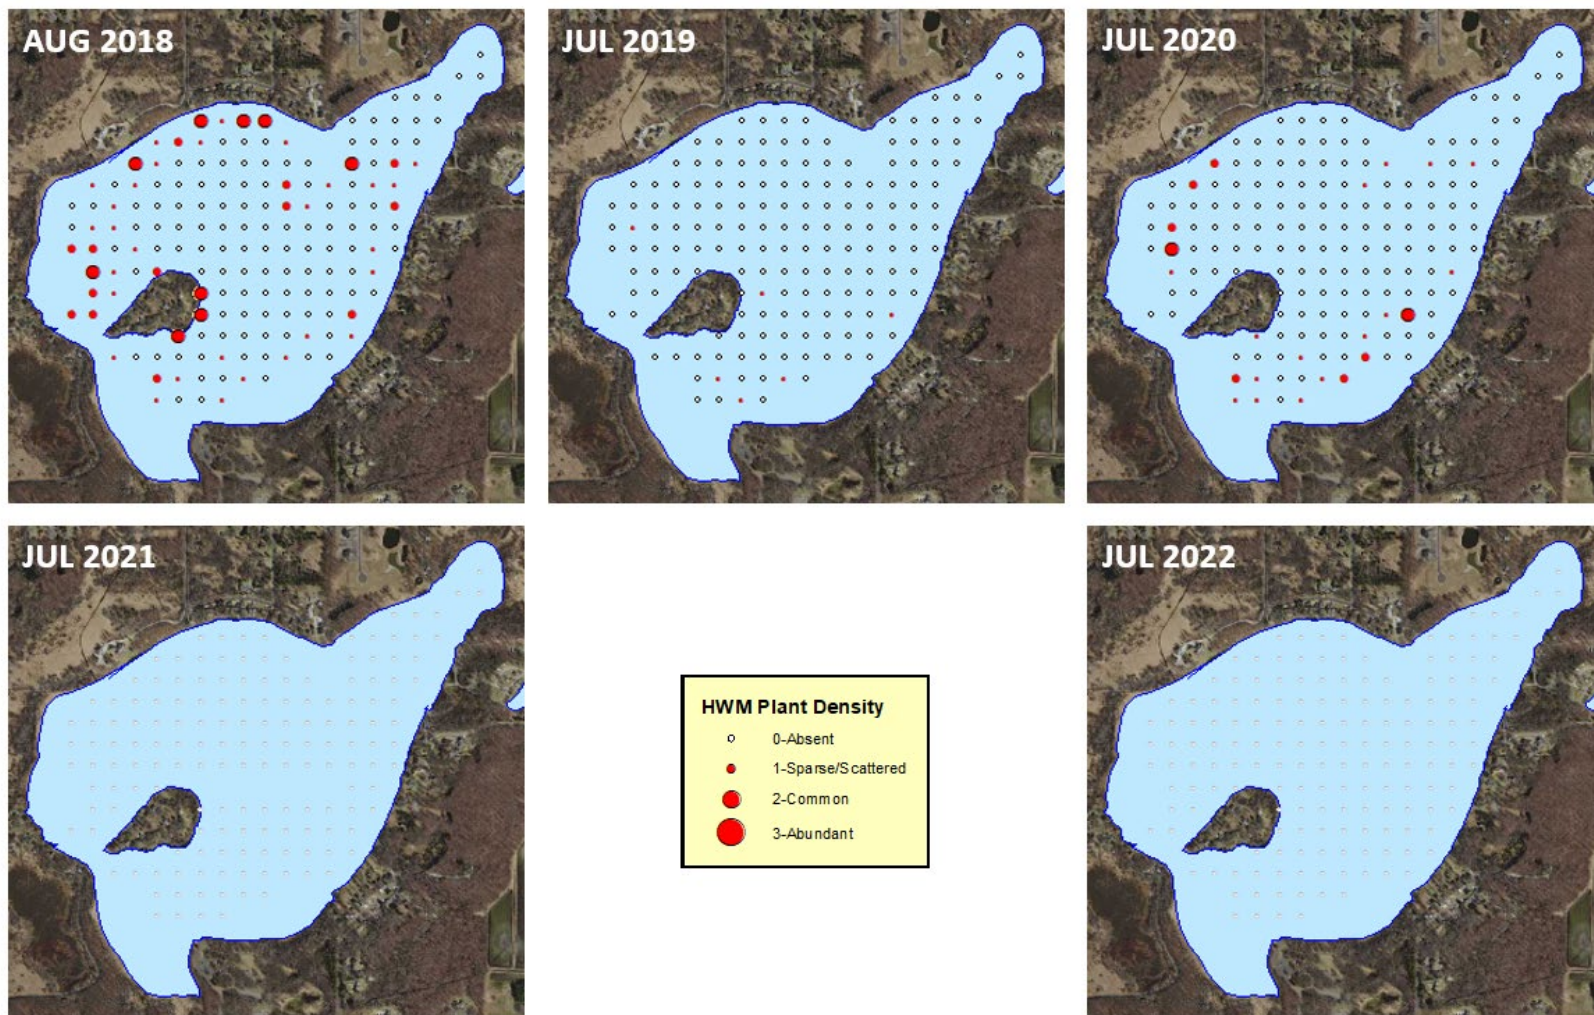 AUG 2018
JUL 2019
JUL 2020
JUL 2021
JUL 2022
HWM Plant Density
0-Absent
1-Sparse/Scattered
2-Common
3-Abundant